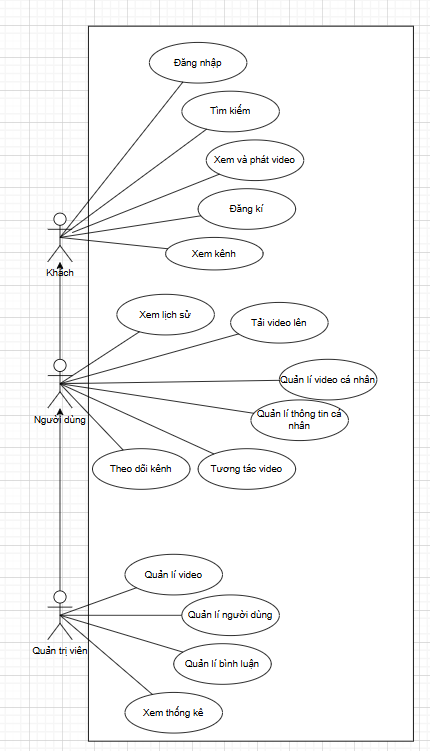 Đăng nhập
Tìm kiếm
Xem và phát video
Đăng kí
Xem kênh
Khách
Xem lịch sử
Tải video lên
Quản lí video cá nhân
Quản lí thông tin cá
nhân
Người dùng
Theo dõi kênh
Tương tác video
Quản lí video
Quản lí người dùng
Quản trị viên
Quản lí bình luận
Xem thống kê